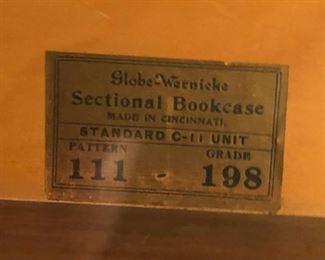 Globe-Wernicke
Sectional Bookcase
MADE IN CINCINNATI.
STANDARD C-11 UNIT
PATTERN GRADE
111 - 198